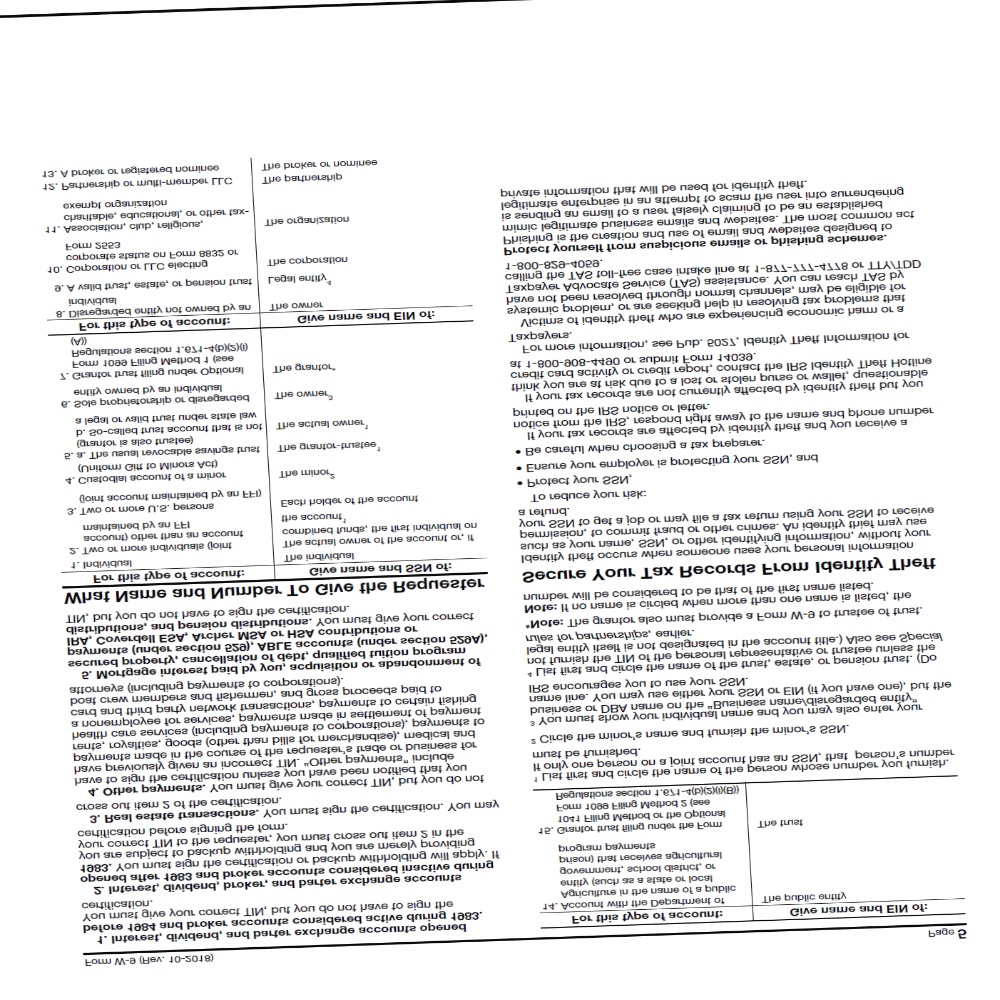 Form W-9 (Rev. 10-2018)
Page 5
1. Interest, dividend, and barter exchange accounts opened
before 1984 and broker accounts considered active during 1983.
You must give your correct TIN, but you do not have to sign the
certification.
2. Interest, dividend, broker, and barter exchange accounts
opened after 1983 and broker accounts considered inactive during
1983. You must sign the certification or backup withholding will apply. If
you are subject to backup withholding and you are merely providing
your correct TIN to the requester, you must cross out item 2 in the
certification before signing the form.
3. Real estate transactions. You must sign the certification. You may
cross out item 2 of the certification.
4. Other payments. You must give your correct TIN, but you do not
have to sign the certification unless you have been notified that you
have previously given an incorrect TIN. “Other payments” include
payments made in the course of the requester’s trade or business for
rents, royalties, goods (other than bills for merchandise), medical and
health care services (including payments to corporations), payments to
a nonemployee for services, payments made in settlement of payment
card and third party network transactions, payments to certain fishing
boat crew members and fishermen, and gross proceeds paid to
attorneys (including payments to corporations).
5. Mortgage interest paid by you, acquisition or abandonment of
secured property, cancellation of debt, qualified tuition program
payments (under section 529), ABLE accounts (under section 529A),
IRA, Coverdell ESA, Archer MSA or HSA contributions or
distributions, and pension distributions. You must give your correct
TIN, but you do not have to sign the certification.
What Name and Number To Give the Requester
For this type of account:
Give name and SSN of:
1. Individual
The individual
2. Two or more individuals (joint
account) other than an account
maintained by an FFI
The actual owner of the account or, if
combined funds, the first individual on
the account1
3. Two or more U.S. persons
(joint account maintained by an FFI)
Each holder of the account
4. Custodial account of a minor
(Uniform Gift to Minors Act)
The minor2
5. a. The usual revocable savings trust
(grantor is also trustee)
The grantor-trustee1
b. So-called trust account that is not
a legal or valid trust under state law
The actual owner1
6. Sole proprietorship or disregarded
entity owned by an individual
The owner3
7. Grantor trust filing under Optional
Form 1099 Filing Method 1 (see
Regulations section 1.671-4(b)(2)(i)
(A))
The grantor*
For this type of account:
Give name and EIN of:
8. Disregarded entity not owned by an
individual
The owner
9. A valid trust, estate, or pension trust
Legal entity4
10. Corporation or LLC electing
corporate status on Form 8832 or
Form 2553
The corporation
11. Association, club, religious,
charitable, educational, or other tax-
exempt organization
The organization
12. Partnership or multi-member LLC
The partnership
13. A broker or registered nominee
The broker or nominee
For this type of account:
Give name and EIN of:
14. Account with the Department of
Agriculture in the name of a public
entity (such as a state or local
government, school district, or
prison) that receives agricultural
program payments
The public entity
15. Grantor trust filing under the Form
1041 Filing Method or the Optional
Form 1099 Filing Method 2 (see
Regulations section 1.671-4(b)(2)(i)(B))
The trust
1 List first and circle the name of the person whose number you furnish.
If only one person on a joint account has an SSN, that person’s number
must be furnished.
2 Circle the minor’s name and furnish the minor’s SSN.
3 You must show your individual name and you may also enter your
business or DBA name on the “Business name/disregarded entity”
name line. You may use either your SSN or EIN (if you have one), but the
IRS encourages you to use your SSN.
4 List first and circle the name of the trust, estate, or pension trust. (Do
not furnish the TIN of the personal representative or trustee unless the
legal entity itself is not designated in the account title.) Also see Special
rules for partnerships, earlier.
*Note: The grantor also must provide a Form W-9 to trustee of trust.
Note: If no name is circled when more than one name is listed, the
number will be considered to be that of the first name listed.
Secure Your Tax Records From Identity Theft
Identity theft occurs when someone uses your personal information
such as your name, SSN, or other identifying information, without your
permission, to commit fraud or other crimes. An identity thief may use
your SSN to get a job or may file a tax return using your SSN to receive
a refund.
To reduce your risk:
• Protect your SSN,
• Ensure your employer is protecting your SSN, and
• Be careful when choosing a tax preparer.
If your tax records are affected by identity theft and you receive a
notice from the IRS, respond right away to the name and phone number
printed on the IRS notice or letter.
If your tax records are not currently affected by identity theft but you
think you are at risk due to a lost or stolen purse or wallet, questionable
credit card activity or credit report, contact the IRS Identity Theft Hotline
at 1-800-908-4490 or submit Form 14039.
For more information, see Pub. 5027, Identity Theft Information for
Taxpayers.
Victims of identity theft who are experiencing economic harm or a
systemic problem, or are seeking help in resolving tax problems that
have not been resolved through normal channels, may be eligible for
Taxpayer Advocate Service (TAS) assistance. You can reach TAS by
calling the TAS toll-free case intake line at 1-877-777-4778 or TTY/TDD
1-800-829-4059.
Protect yourself from suspicious emails or phishing schemes.
Phishing is the creation and use of email and websites designed to
mimic legitimate business emails and websites. The most common act
is sending an email to a user falsely claiming to be an established
legitimate enterprise in an attempt to scam the user into surrendering
private information that will be used for identity theft.